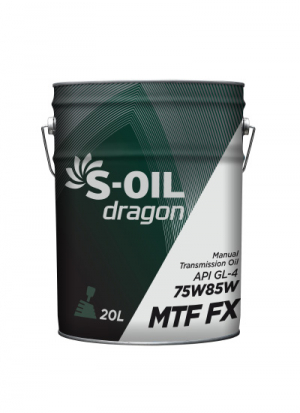 S-OIL
dragon
Manual
Transmission Oil
API GL-4
75W85W
20L
MTF FX